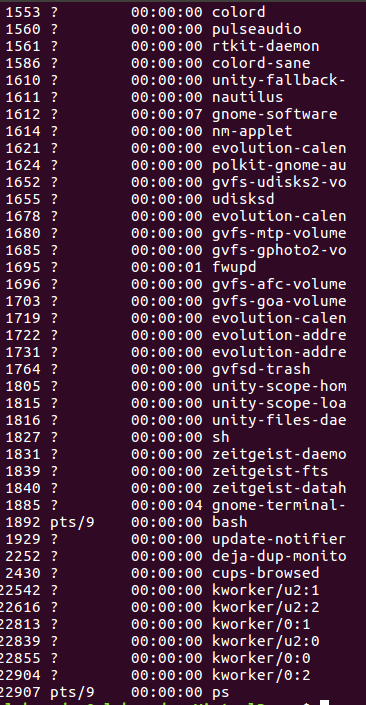 1553 ? 00:00:00 colord
1560 ? 00:00:00 pulseaudio
1561 ? 00:00:00 rtkit-daemon
1586 ? 00:00:00 colord-sane
1610 ? 00:00:00 unity-fallback-
1611 ? 00:00:00 nautilus
1612 ? 00:00:07 gnome-software
1614 ? 00:00:00 nm-applet
1621 ? 00:00:00 evolution-calen
1624 ? 00:00:00 polkit-gnome-au
1652 ? 00:00:00 gvfs-udisks2-vo
1655 ? 00:00:00 udisksd
1678 ? 00:00:00 evolution-calen
1680 ? 00:00:00 gvfs-mtp-volume
1685 ? 00:00:00 gvfs-gphoto2-vo
1695 ? 00:00:01 fwupd
1696 ? 00:00:00 gvfs-afc-volume
1703 ? 00:00:00 gvfs-goa-volume
1719 ? 00:00:00 evolution-calen
1722 ? 00:00:00 evolution-addre
1731 ? 00:00:00 evolution-addre
1764 ? 00:00:00 gvfsd-trash
1805 ? 00:00:00 unity-scope-hom
1815 ? 00:00:00 unity-scope-loa
1816 ? 00:00:00 unity-files-dae
1827 ? 00:00:00 sh
1831 ? 00:00:00 zeitgeist-daemo
1839 ? 00:00:00 zeitgeist-fts
1840 ? 00:00:00 zeitgeist-datah
1885 ? 00:00:04 gnome-terminal-
1892 pts/9 00:00:00 bash
1929 ? 00:00:00 update-notifier
2252 ? 00:00:00 deja-dup-monito
2430 ? 00:00:00 cups-browsed
22542 ? 00:00:00 kworker/u2:1
22616 ? 00:00:00 kworker/u2:2
22813 ? 00:00:00 kworker/0:1
22839 ? 00:00:00 kworker/u2:0
22855 ? 00:00:00 kworker/0:0
22904 ? 00:00:00 kworker/0:2
22907 pts/9 00:00:00 ps